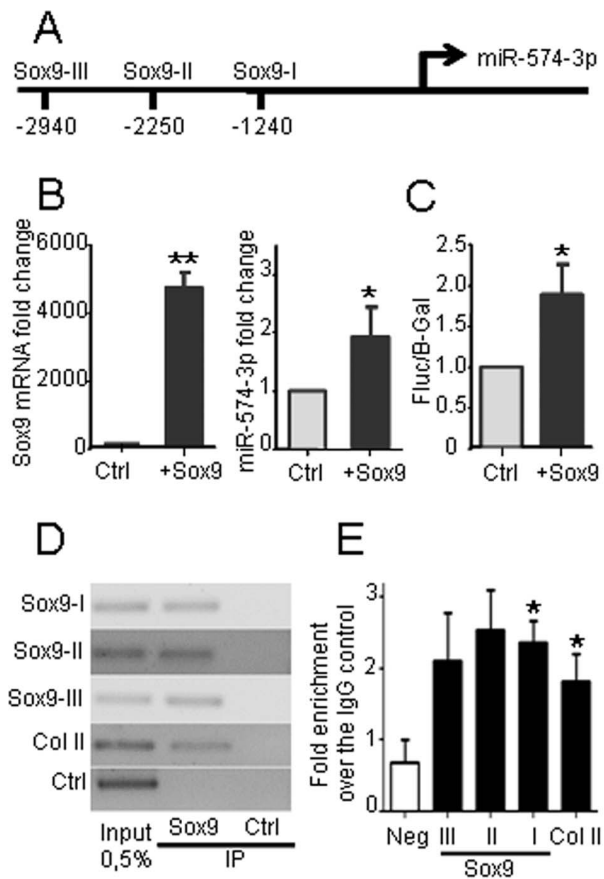 A
Sox9-III Sox9-II Sox9-I miR-574-3p
-2940 -2250 -1240
B
Sox9 mRNA fold change
6000
4000
2000
0
**
Ctrl +Sox9
miR-574-3p fold change
3
2
1
0
*
Ctrl +Sox9
C
Fluc/B-Gal
2.5
2.0
1.0
1.5
0.5
0
*
Ctrl +Sox9
D
Sox9-I
Sox9-II
Sox9-III
Col II
Ctrl
Input Sox9 Ctrl
0,5% IP
E
Fold enrichment
over the IgG control
3
2
1
0
* *
Neg III II I Col II
Sox9